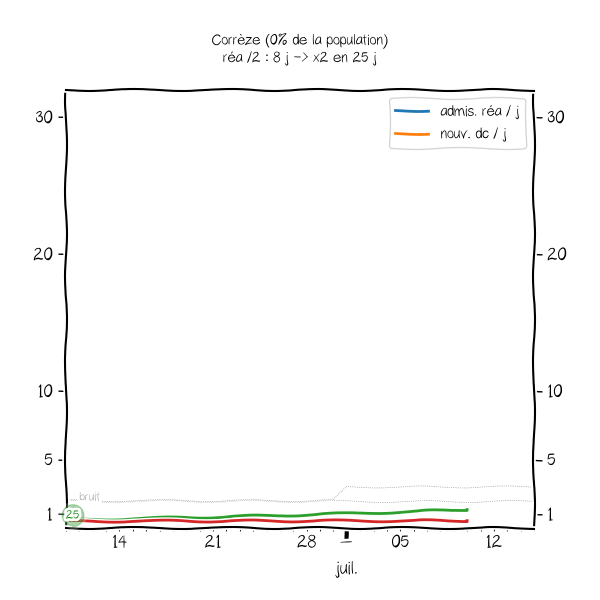 Corrèze (0% de la population)
réa /2 : 8 j -> x2 en 25 j
admis. réa / j
nouv. dc / j
30
30
20
20
10
10
5
5
... bruit
1
25
1
14
21
28
05
12
juil.